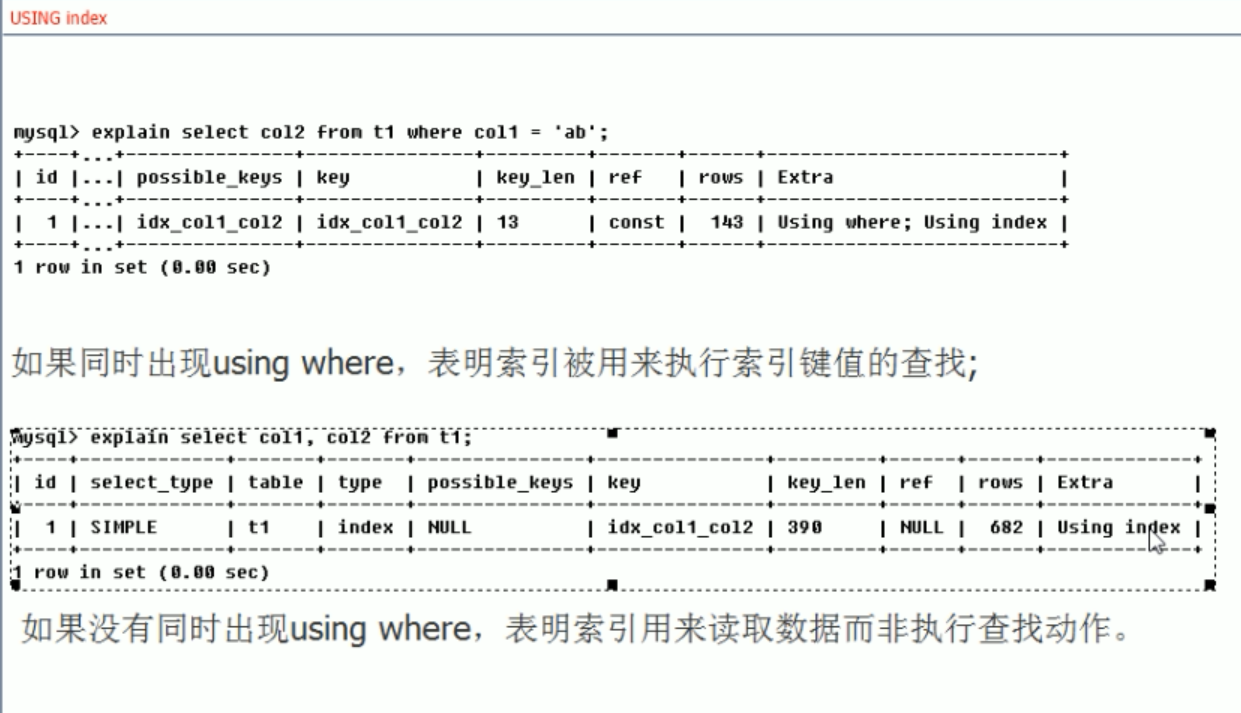 USING index
mysql> explain select col2 from t1 where col1 = 'ab';
+----+...+---------------+---------------+---------+-------+------+--------------------------+
| id |...| possible_keys | key           | key_len | ref   | rows | Extra                    |
+----+...+---------------+---------------+---------+-------+------+--------------------------+
|  1 |...| idx_col1_col2 | idx_col1_col2 | 13      | const |  143 | Using where; Using index |
+----+...+---------------+---------------+---------+-------+------+--------------------------+
1 row in set (0.00 sec)
如果同时出现using where，表明索引被用来执行索引键值的查找;
mysql> explain select col1, col2 from t1;
+----+-------------+-------+-------+---------------+---------------+---------+------+------+-------------+
| id | select_type | table | type  | possible_keys | key           | key_len | ref  | rows | Extra       |
+----+-------------+-------+-------+---------------+---------------+---------+------+------+-------------+
|  1 | SIMPLE      | t1    | index | NULL          | idx_col1_col2 | 390     | NULL |  682 | Using index |
+----+-------------+-------+-------+---------------+---------------+---------+------+------+-------------+
1 row in set (0.00 sec)
如果没有同时出现using where，表明索引用来读取数据而非执行查找动作。